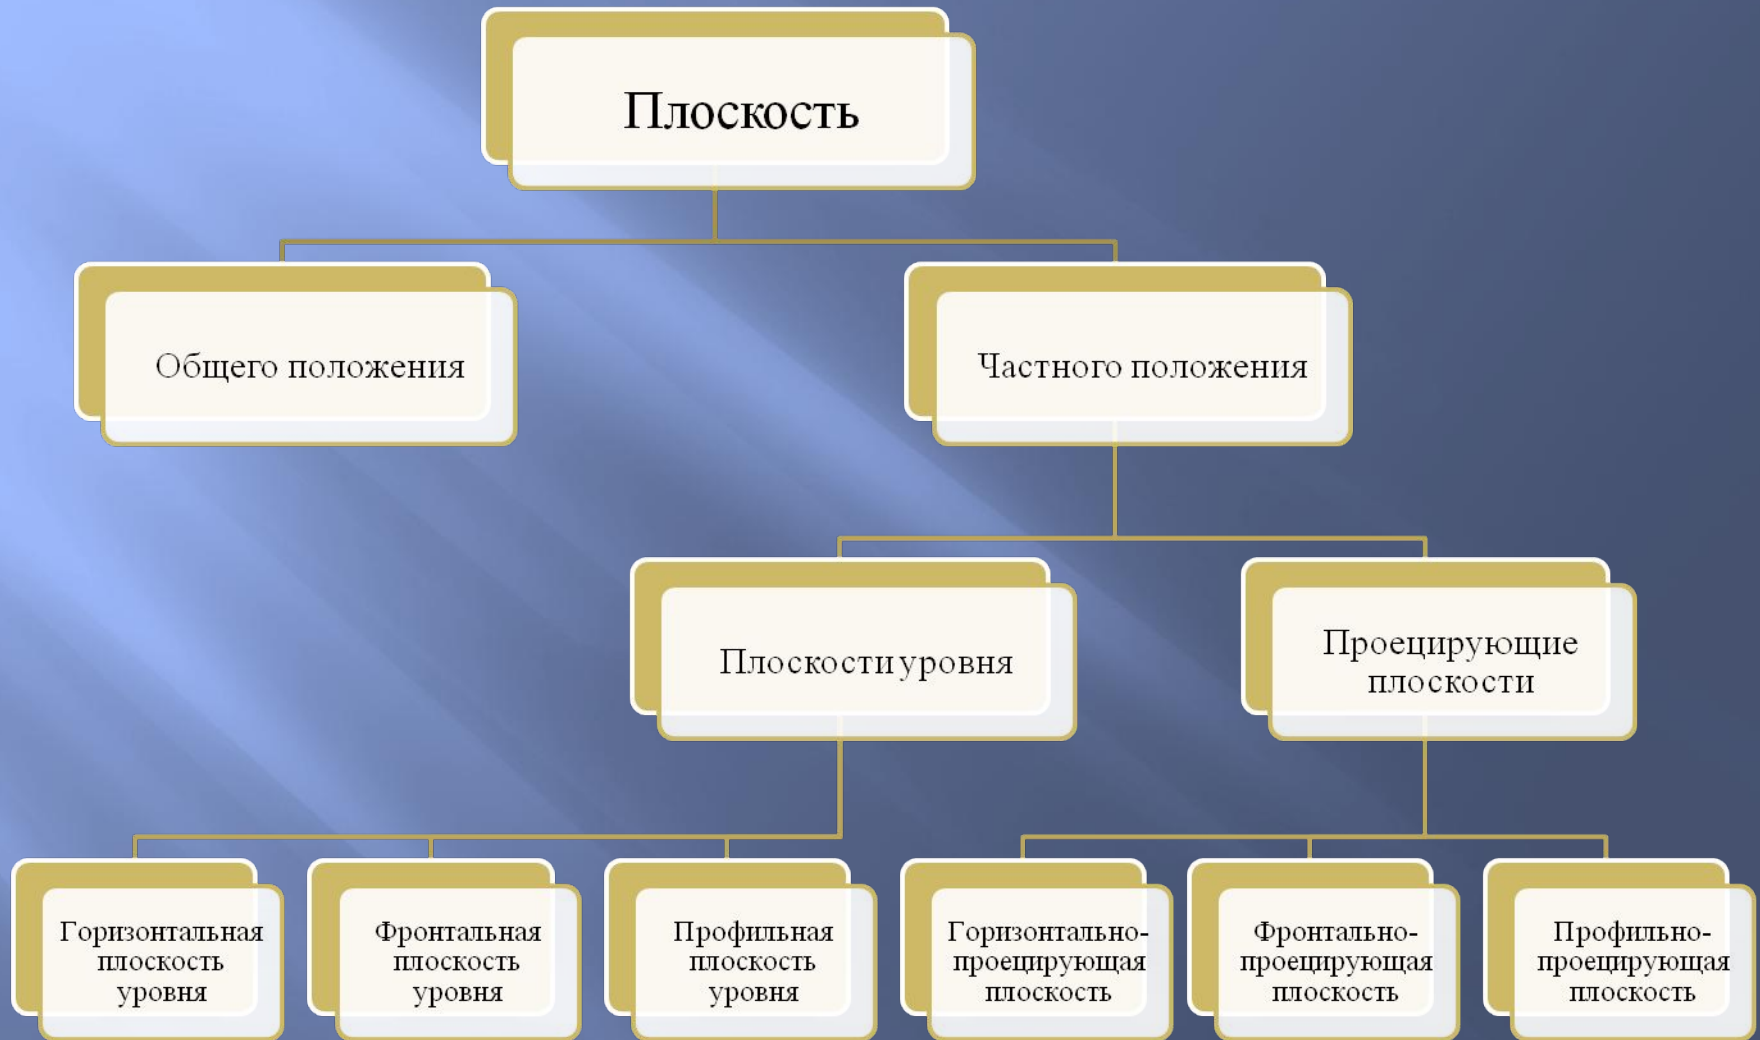 Плоскость
Общего положения
Частного положения
Плоскости уровня
Проецирующие
плоскости
Горизонтальная
плоскость
уровня
Фронтальная
плоскость
уровня
Профильная
плоскость
уровня
Горизонтально-
проецирующая
плоскость
Фронтально-
проецирующая
плоскость
Профильно-
проецирующая
плоскость